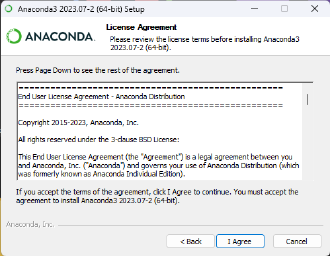 Anaconda3 2023.07-2 (64-bit) Setup
ANACONDA.
License Agreement
Please review the license terms before installing Anaconda3
2023.07-2 (64-bit).
Press Page Down to see the rest of the agreement.
==================================================
End User License Agreement - Anaconda Distribution
==================================================
Copyright 2015-2023, Anaconda, Inc.
All rights reserved under the 3-clause BSD License:
This End User License Agreement (the "Agreement") is a legal agreement between you
and Anaconda, Inc. ("Anaconda") and governs your use of Anaconda Distribution (which
was formerly known as Anaconda Individual Edition).
If you accept the terms of the agreement, click I Agree to continue. You must accept the
agreement to install Anaconda3 2023.07-2 (64-bit).
Anaconda, Inc.
< Back
I Agree
Cancel